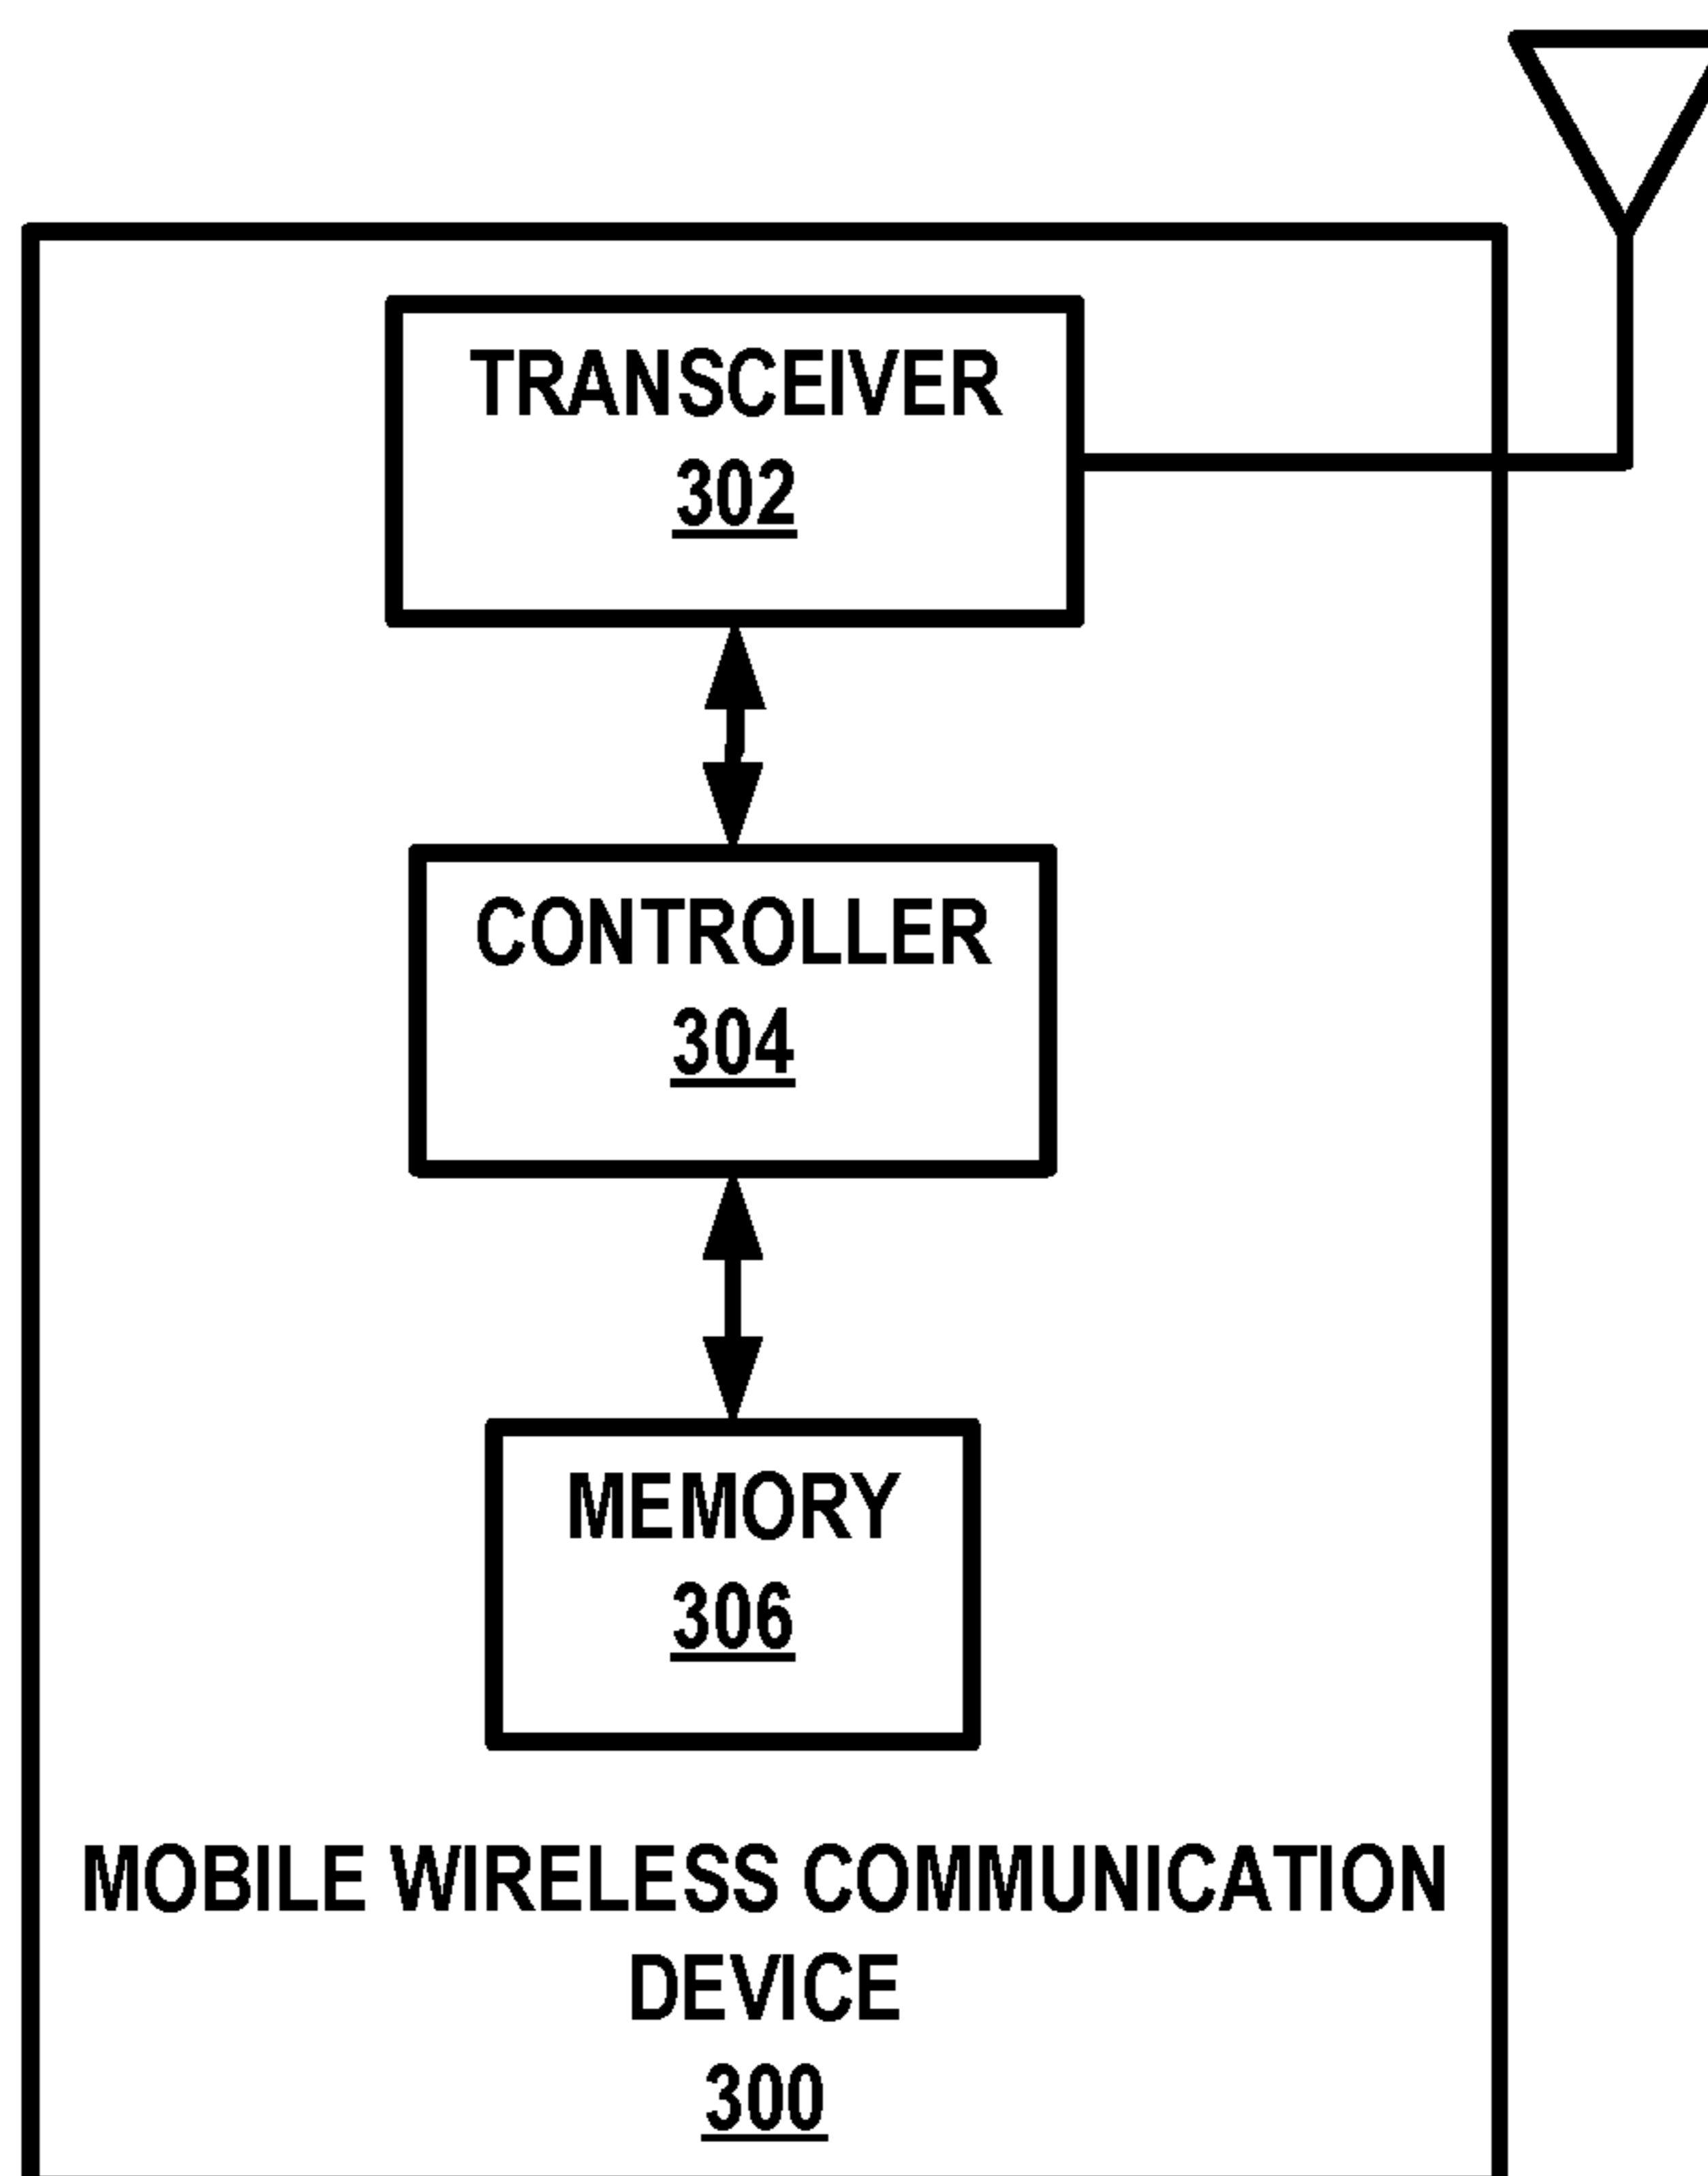 TRANSCEIVER
302
CONTROLLER
304
MEMORY
306
MOBILE WIRELESS COMMUNICATION
DEVICE
300